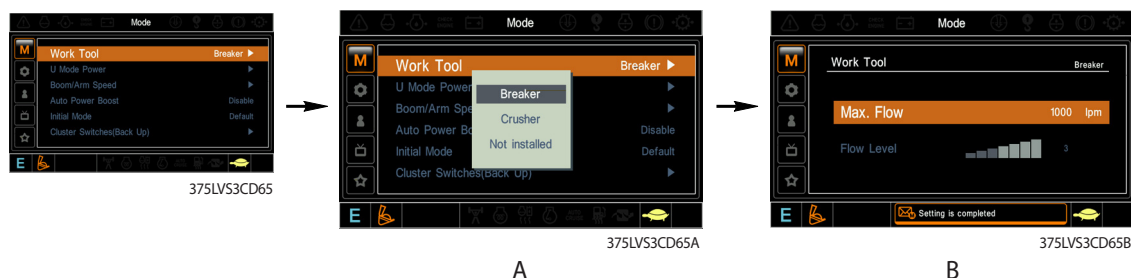 Mode
M
Work Tool Breaker ▶
U Mode Power ▶
Boom/Arm Speed ▶
Auto Power Boost Disable
Initial Mode Default
Cluster Switches(Back Up) ▶
E
375LVS3CD65
Mode
M
Work Tool Breaker ▶
U Mode Power ▶
Boom/Arm Spe ▶
Auto Power Bo Disable
Initial Mode Default
Cluster Switches(Back Up) ▶
Breaker
Crusher
Not installed
E
375LVS3CD65A
A
Mode
M
Work Tool Breaker
Max. Flow 1000 lpm
Flow Level 3
E
Setting is completed
375LVS3CD65B
B